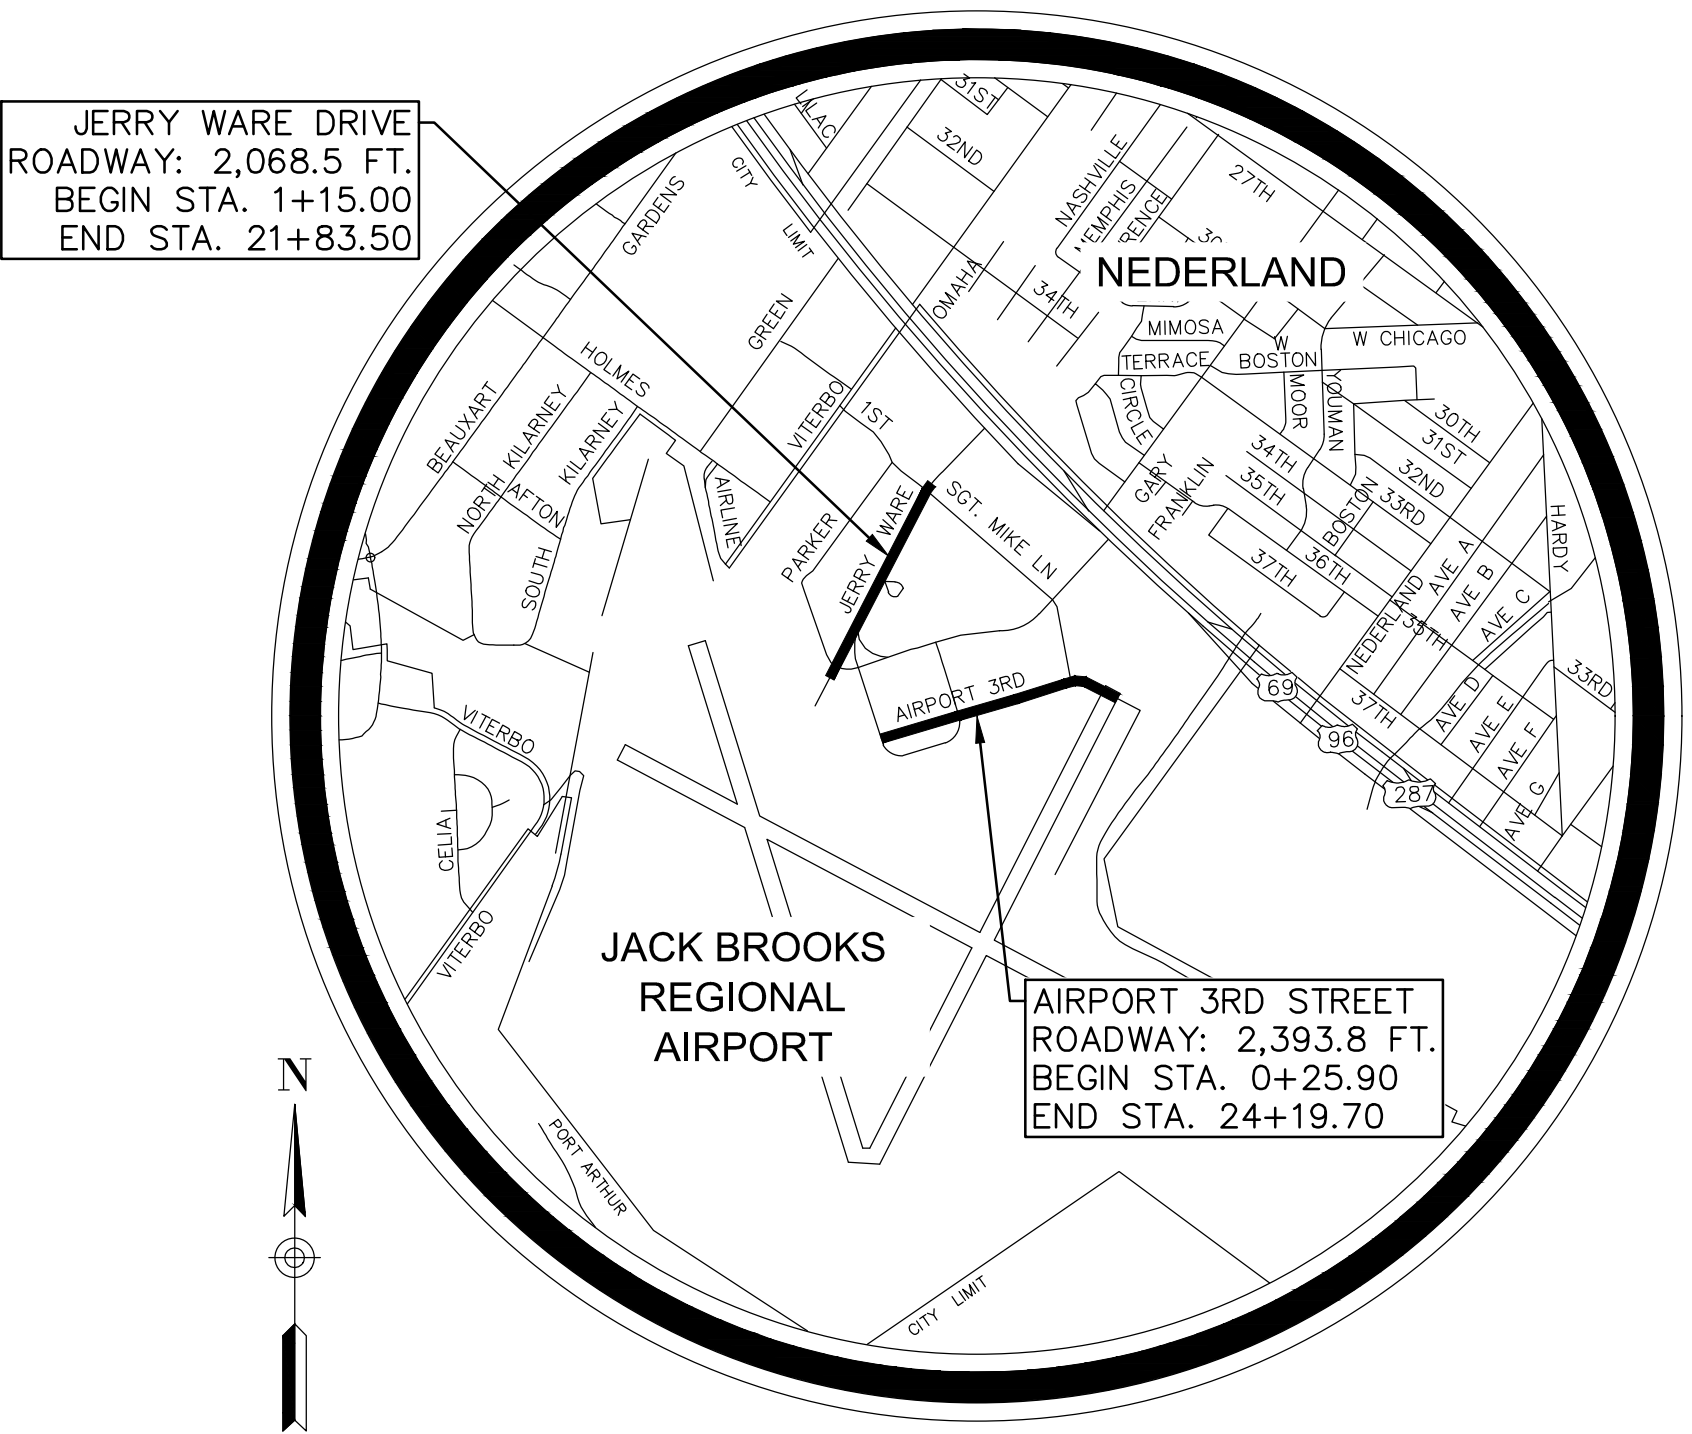 JERRY WARE DRIVE
ROADWAY: 2,068.5 FT.
BEGIN STA. 1+15.00
END STA. 21+83.50
31ST
LILAC
32ND
CITY
LIMIT
GARDENS
NASHVILLE
MEMPHIS
27TH
NEDERLAND
OMAHA
34TH
GREEN
MIMOSA
TERRACE
W
BOSTON
W CHICAGO
HOLMES
BEAUXART
NORTH KILARNEY
KILARNEY
AFTON
SOUTH
VITERBO
1ST
AIRLINE
CIRCLE
MOOR
YOUMAN
GARY
FRANKLIN
34TH
35TH
30TH
31ST
32ND
33RD
BOSTON
36TH
37TH
HARDY
PARKER
JERRY WARE
SGT. MIKE LN
AVE A
AVE B
AVE C
NEDERLAND
35TH
33RD
AVE D
AVE E
AVE F
AVE G
37TH
69
96
287
AIRPORT 3RD
VITERBO
CELIA
VITERBO
JACK BROOKS
REGIONAL
AIRPORT
AIRPORT 3RD STREET
ROADWAY: 2,393.8 FT.
BEGIN STA. 0+25.90
END STA. 24+19.70
N
PORT ARTHUR
CITY LIMIT